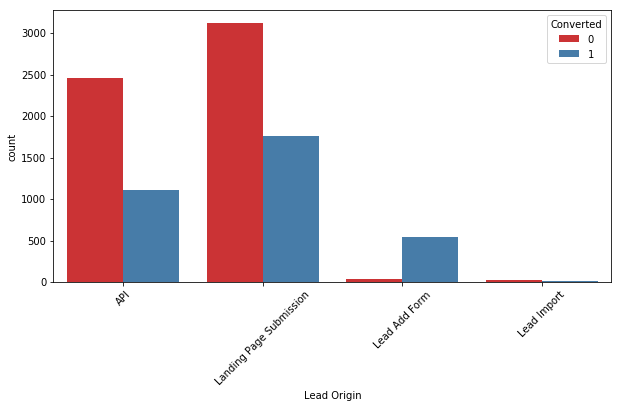 Converted
0
1
3000
2500
2000
1500
1000
500
0
count
API
Landing Page Submission
Lead Add Form
Lead Import
Lead Origin